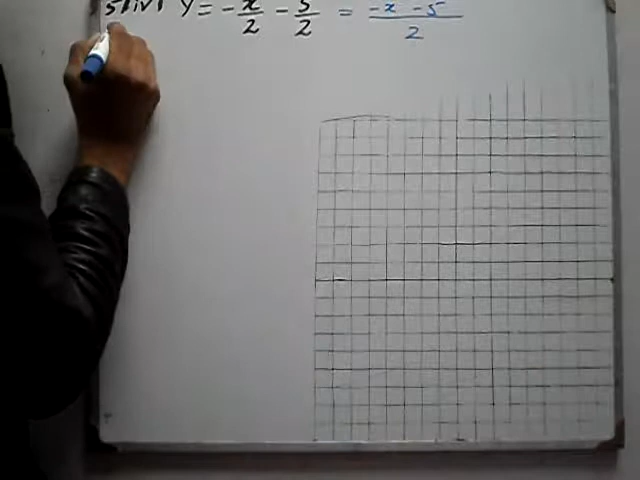 y = -x/2 - 5/2 = -x - 5/2